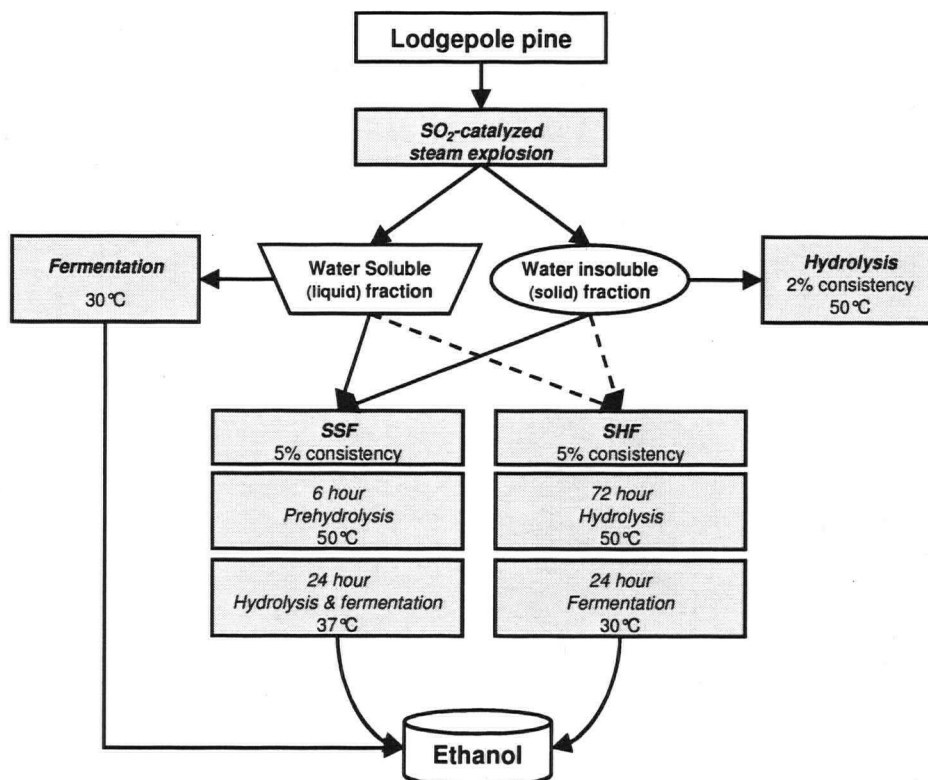 Lodgepole pine
SO₂-catalyzed
steam explosion
Fermentation
30°C
Water Soluble
(liquid) fraction
Water insoluble
(solid) fraction
Hydrolysis
2% consistency
50°C
SSF
5% consistency
6 hour
Prehydrolysis
50°C
24 hour
Hydrolysis & fermentation
37°C
SHF
5% consistency
72 hour
Hydrolysis
50°C
24 hour
Fermentation
30°C
Ethanol